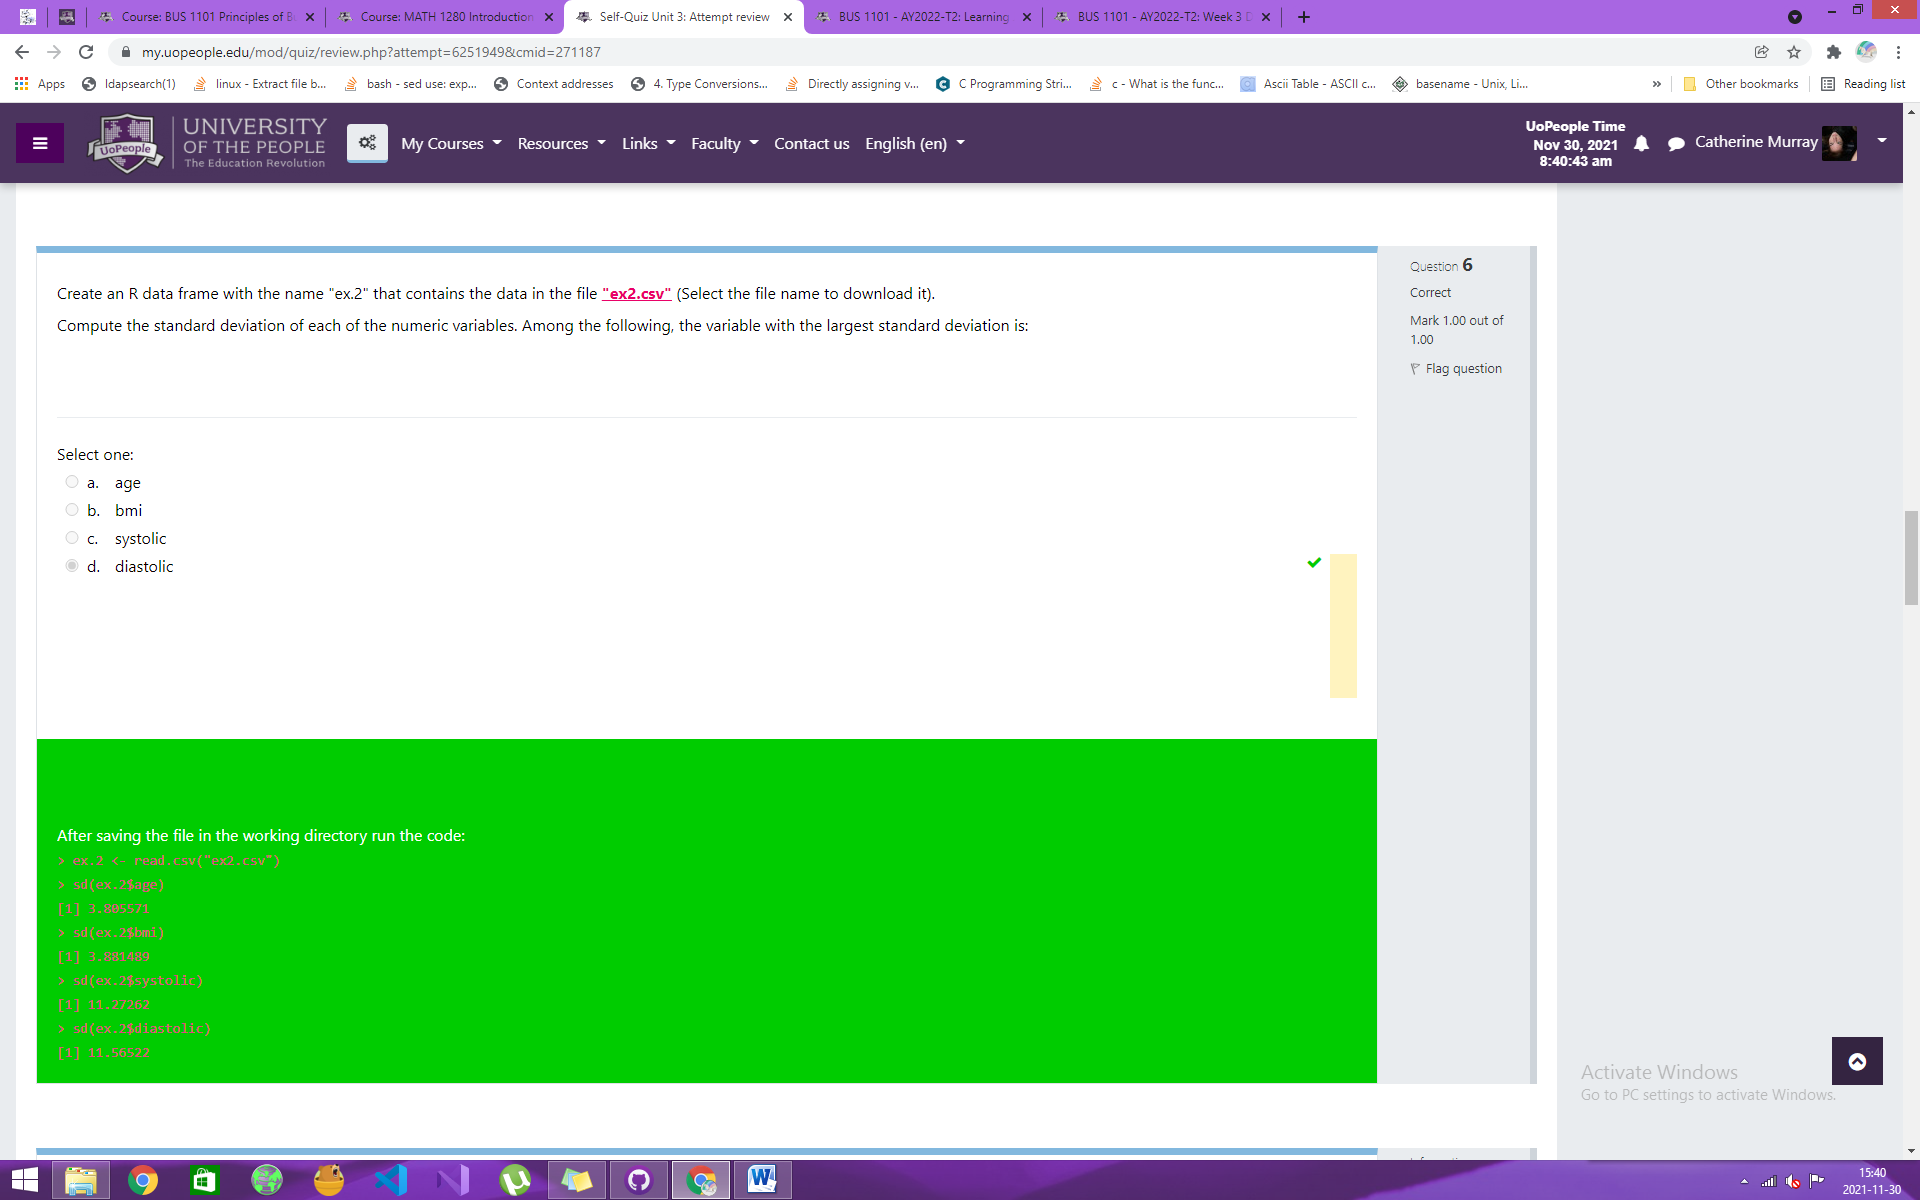 Course: BUS 1101 Principles of B
Course: MATH 1280 Introduction
Self-Quiz Unit 3: Attempt review
BUS 1101 - AY2022-T2: Learning
BUS 1101 - AY2022-T2: Week 3 D
my.uopeople.edu/mod/quiz/review.php?attempt=6251949&cmid=271187
Apps
ldapsearch(1)
linux - Extract file b...
bash - sed use: exp...
Context addresses
4. Type Conversions...
Directly assigning v...
C Programming Stri...
c - What is the func...
Ascii Table - ASCII c...
basename - Unix, Li...
»
Other bookmarks
Reading list
UoPeople
UNIVERSITY
OF THE PEOPLE
The Education Revolution
My Courses
Resources
Links
Faculty
Contact us
English (en)
UoPeople Time
Nov 30, 2021
8:40:43 am
Catherine Murray
Create an R data frame with the name "ex.2" that contains the data in the file "ex2.csv" (Select the file name to download it).
Compute the standard deviation of each of the numeric variables. Among the following, the variable with the largest standard deviation is:
Select one:
a. age
b. bmi
c. systolic
d. diastolic
Question 6
Correct
Mark 1.00 out of
1.00
Flag question
After saving the file in the working directory run the code:
> ex.2 <- read.csv("ex2.csv")
> sd(ex.2$age)
[1] 3.805571
> sd(ex.2$bmi)
[1] 3.881489
> sd(ex.2$systolic)
[1] 11.27262
> sd(ex.2$diastolic)
[1] 11.56522
Activate Windows
Go to PC settings to activate Windows.
15:40
2021-11-30